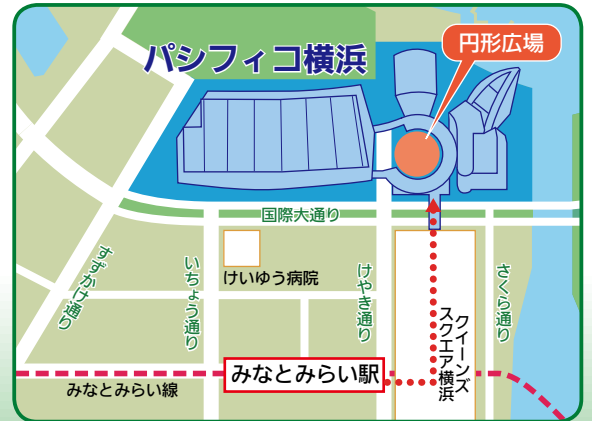 円形広場
パシフィコ横浜
国際大通り
すずかけ通り
いちょう通り
けいゆう病院
けやき通り
さくら通り
クイーンズ
スクエア横浜
みなとみらい駅
みなとみらい線